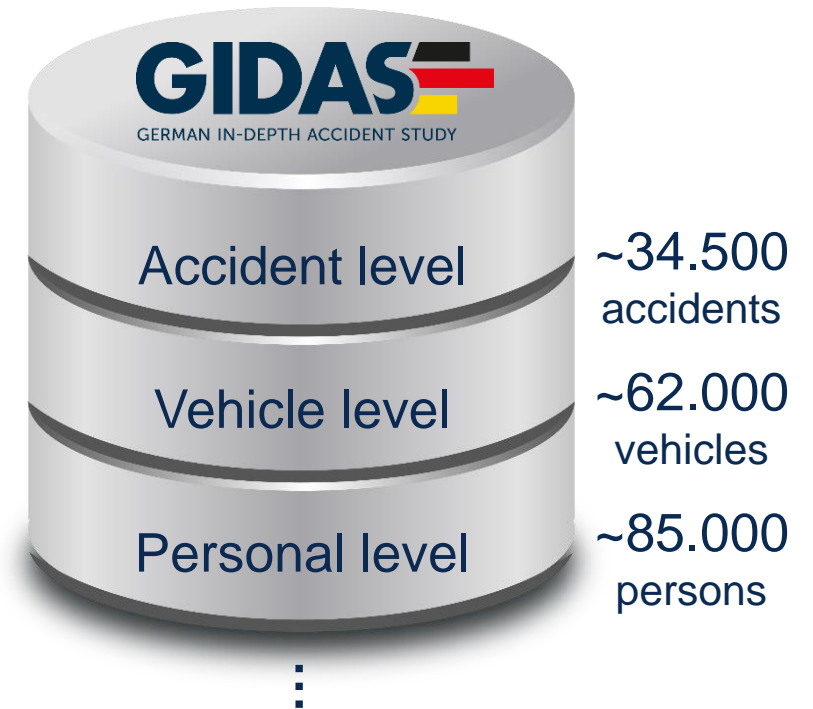 GIDAS
GERMAN IN-DEPTH ACCIDENT STUDY
Accident level
~34.500
accidents
Vehicle level
~62.000
vehicles
Personal level
~85.000
persons
⋮